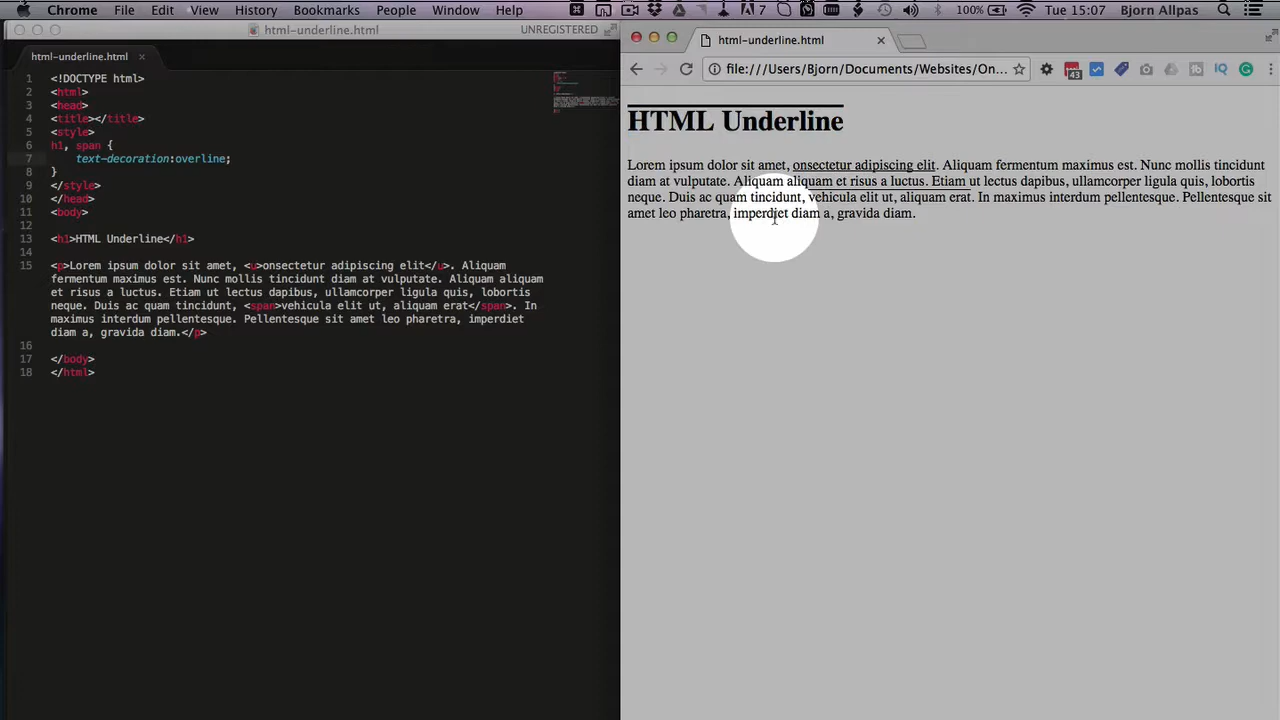 Chrome File Edit View History Bookmarks People Window Help 7 100% Tue 15:07 Bjorn Allpas
html-underline.html UNREGISTERED
html-underline.html
1 <!DOCTYPE html>
2 <html>
3 <head>
4 <title></title>
5 <style>
6 h1, span {
7 text-decoration:overline;
8 }
9 </style>
10 </head>
11 <body>
12
13 <h1>HTML Underline</h1>
14
15 <p>Lorem ipsum dolor sit amet, <u>onsectetur adipiscing elit</u>. Aliquam
fermentum maximus est. Nunc mollis tincidunt diam at vulputate. Aliquam aliquam
et risus a luctus. Etiam ut lectus dapibus, ullamcorper ligula quis, lobortis
neque. Duis ac quam tincidunt, <span>vehicula elit ut, aliquam erat</span>. In
maximus interdum pellentesque. Pellentesque sit amet leo pharetra, imperdiet
diam a, gravida diam.</p>
16
17 </body>
18 </html>
html-underline.html
file:///Users/Bjorn/Documents/Websites/On... 43
HTML Underline
Lorem ipsum dolor sit amet, onsectetur adipiscing elit. Aliquam fermentum maximus est. Nunc mollis tincidunt
diam at vulputate. Aliquam aliquam et risus a luctus. Etiam ut lectus dapibus, ullamcorper ligula quis, lobortis
neque. Duis ac quam tincidunt, vehicula elit ut, aliquam erat. In maximus interdum pellentesque. Pellentesque sit
amet leo pharetra, imperdiet diam a, gravida diam.